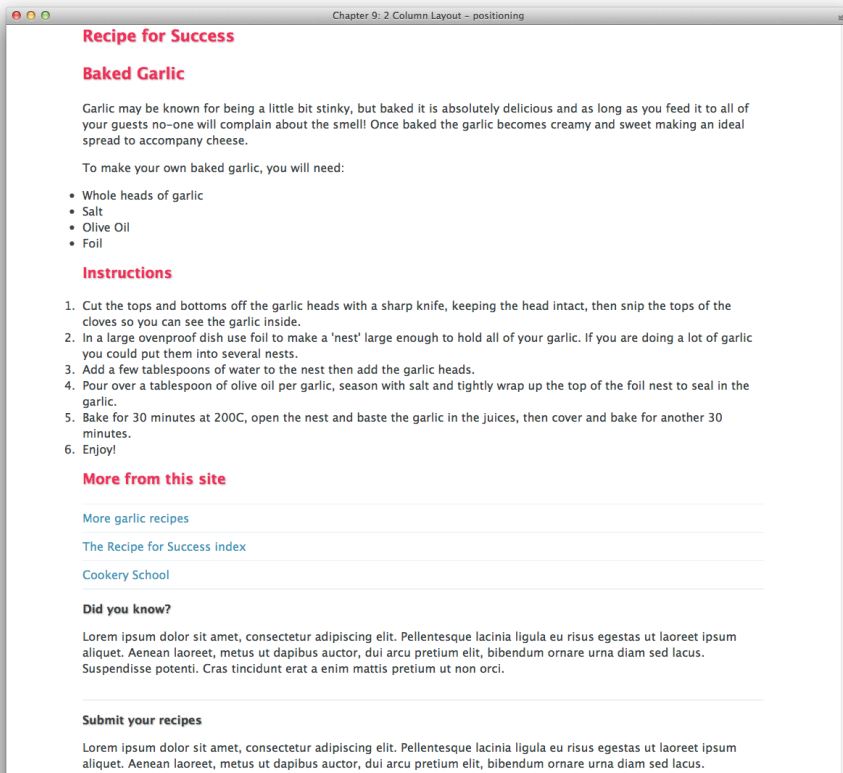 Chapter 9: 2 Column Layout – positioning
Recipe for Success
Baked Garlic
Garlic may be known for being a little bit stinky, but baked it is absolutely delicious and as long as you feed it to all of
your guests no-one will complain about the smell! Once baked the garlic becomes creamy and sweet making an ideal
spread to accompany cheese.
To make your own baked garlic, you will need:
• Whole heads of garlic
• Salt
• Olive Oil
• Foil
Instructions
1. Cut the tops and bottoms off the garlic heads with a sharp knife, keeping the head intact, then snip the tops of the
cloves so you can see the garlic inside.
2. In a large ovenproof dish use foil to make a 'nest' large enough to hold all of your garlic. If you are doing a lot of garlic
you could put them into several nests.
3. Add a few tablespoons of water to the nest then add the garlic heads.
4. Pour over a tablespoon of olive oil per garlic, season with salt and tightly wrap up the top of the foil nest to seal in the
garlic.
5. Bake for 30 minutes at 200C, open the nest and baste the garlic in the juices, then cover and bake for another 30
minutes.
6. Enjoy!
More from this site
More garlic recipes
The Recipe for Success index
Cookery School
Did you know?
Lorem ipsum dolor sit amet, consectetur adipiscing elit. Pellentesque lacinia ligula eu risus egestas ut laoreet ipsum
aliquet. Aenean laoreet, metus ut dapibus auctor, dui arcu pretium elit, bibendum ornare urna diam sed lacus.
Suspendisse potenti. Cras tincidunt erat a enim mattis pretium ut non orci.
Submit your recipes
Lorem ipsum dolor sit amet, consectetur adipiscing elit. Pellentesque lacinia ligula eu risus egestas ut laoreet ipsum
aliquet. Aenean laoreet, metus ut dapibus auctor, dui arcu pretium elit, bibendum ornare urna diam sed lacus.